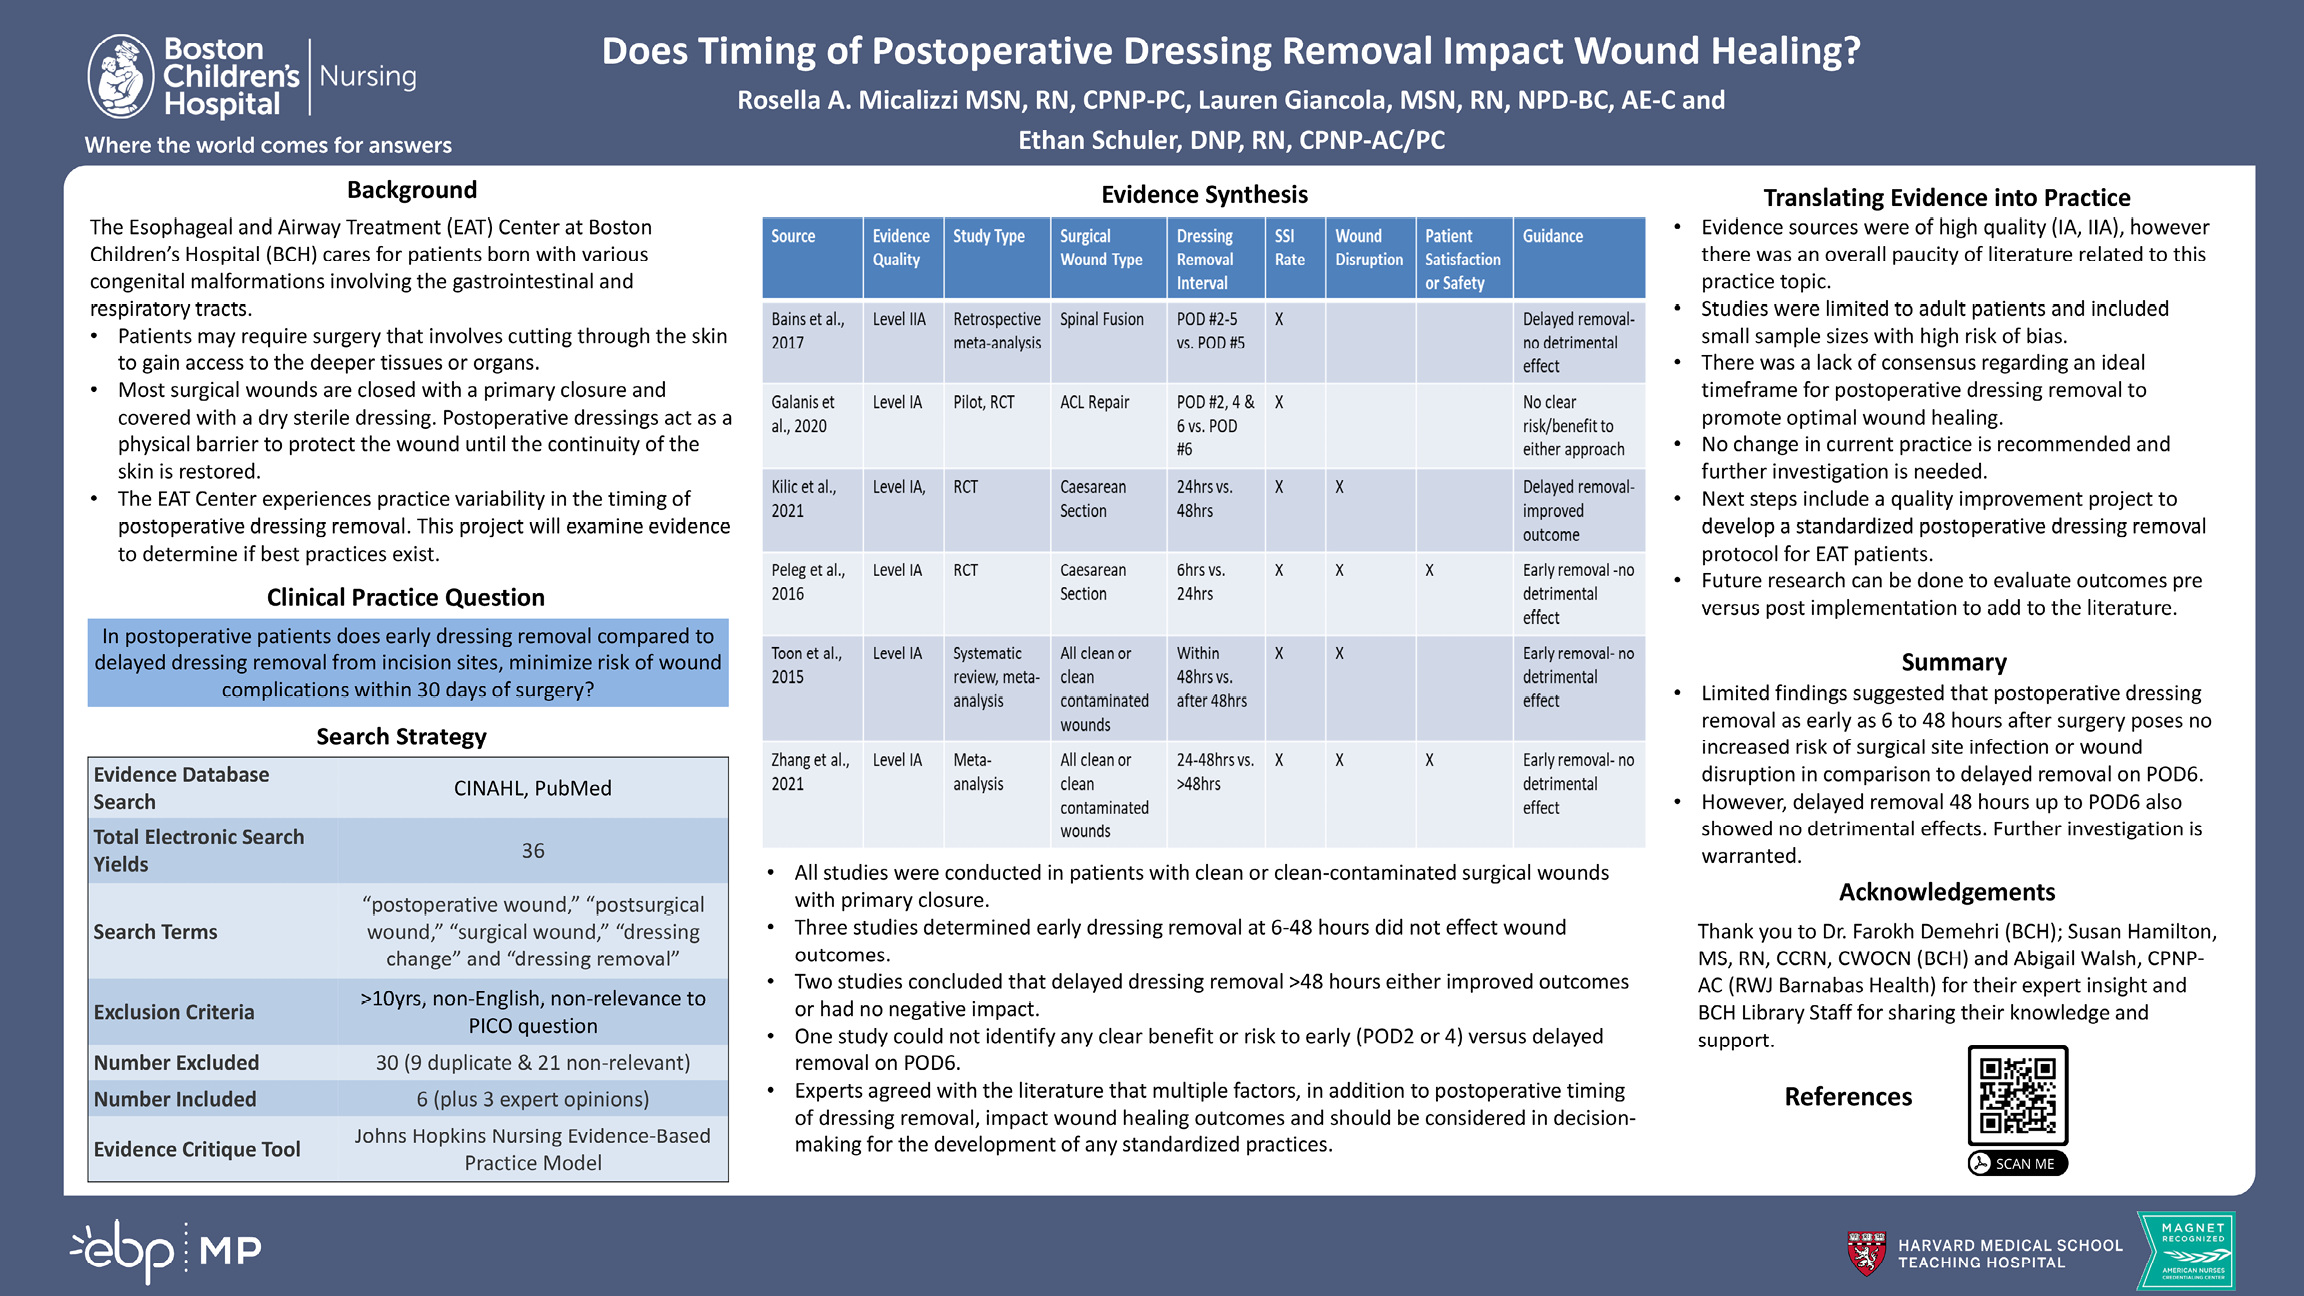 Boston
Children's
Hospital
Nursing
Where the world comes for answers
Does Timing of Postoperative Dressing Removal Impact Wound Healing?
Rosella A. Micalizzi MSN, RN, CPNP-PC, Lauren Giancola, MSN, RN, NPD-BC, AE-C and
Ethan Schuler, DNP, RN, CPNP-AC/PC
Background
The Esophageal and Airway Treatment (EAT) Center at Boston
Children's Hospital (BCH) cares for patients born with various
congenital malformations involving the gastrointestinal and
respiratory tracts.
• Patients may require surgery that involves cutting through the skin
to gain access to the deeper tissues or organs.
• Most surgical wounds are closed with a primary closure and
covered with a dry sterile dressing. Postoperative dressings act as a
physical barrier to protect the wound until the continuity of the
skin is restored.
• The EAT Center experiences practice variability in the timing of
postoperative dressing removal. This project will examine evidence
to determine if best practices exist.
Clinical Practice Question
In postoperative patients does early dressing removal compared to
delayed dressing removal from incision sites, minimize risk of wound
complications within 30 days of surgery?
Search Strategy
Evidence Database
Search
CINAHL, PubMed
Total Electronic Search
Yields
36
Search Terms
“postoperative wound,” “postsurgical
wound,” “surgical wound,” “dressing
change” and “dressing removal”
Exclusion Criteria
>10yrs, non-English, non-relevance to
PICO question
Number Excluded
30 (9 duplicate & 21 non-relevant)
Number Included
6 (plus 3 expert opinions)
Evidence Critique Tool
Johns Hopkins Nursing Evidence-Based
Practice Model
Evidence Synthesis
Source
Evidence
Quality
Study Type
Surgical
Wound Type
Dressing
Removal
Interval
SSI
Rate
Wound
Disruption
Patient
Satisfaction
or Safety
Guidance
Bains et al.,
2017
Level IIA
Retrospective
meta-analysis
Spinal Fusion
POD #2-5
vs. POD #5
X
Delayed removal-
no detrimental
effect
Galanis et
al., 2020
Level IA
Pilot, RCT
ACL Repair
POD #2, 4 &
6 vs. POD
#6
X
No clear
risk/benefit to
either approach
Kilic et al.,
2021
Level IA,
RCT
Caesarean
Section
24hrs vs.
48hrs
X
X
Delayed removal-
improved
outcome
Peleg et al.,
2016
Level IA
RCT
Caesarean
Section
6hrs vs.
24hrs
X
X
X
Early removal -no
detrimental
effect
Toon et al.,
2015
Level IA
Systematic
review, meta-
analysis
All clean or
clean
contaminated
wounds
Within
48hrs vs.
after 48hrs
X
X
Early removal- no
detrimental
effect
Zhang et al.,
2021
Level IA
Meta-
analysis
All clean or
clean
contaminated
wounds
24-48hrs vs.
>48hrs
X
X
X
Early removal- no
detrimental
effect
• All studies were conducted in patients with clean or clean-contaminated surgical wounds
with primary closure.
• Three studies determined early dressing removal at 6-48 hours did not effect wound
outcomes.
• Two studies concluded that delayed dressing removal >48 hours either improved outcomes
or had no negative impact.
• One study could not identify any clear benefit or risk to early (POD2 or 4) versus delayed
removal on POD6.
• Experts agreed with the literature that multiple factors, in addition to postoperative timing
of dressing removal, impact wound healing outcomes and should be considered in decision-
making for the development of any standardized practices.
Translating Evidence into Practice
• Evidence sources were of high quality (IA, IIA), however
there was an overall paucity of literature related to this
practice topic.
• Studies were limited to adult patients and included
small sample sizes with high risk of bias.
• There was a lack of consensus regarding an ideal
timeframe for postoperative dressing removal to
promote optimal wound healing.
• No change in current practice is recommended and
further investigation is needed.
• Next steps include a quality improvement project to
develop a standardized postoperative dressing removal
protocol for EAT patients.
• Future research can be done to evaluate outcomes pre
versus post implementation to add to the literature.
Summary
• Limited findings suggested that postoperative dressing
removal as early as 6 to 48 hours after surgery poses no
increased risk of surgical site infection or wound
disruption in comparison to delayed removal on POD6.
• However, delayed removal 48 hours up to POD6 also
showed no detrimental effects. Further investigation is
warranted.
Acknowledgements
Thank you to Dr. Farokh Demehri (BCH); Susan Hamilton,
MS, RN, CCRN, CWOCN (BCH) and Abigail Walsh, CPNP-
AC (RWJ Barnabas Health) for their expert insight and
BCH Library Staff for sharing their knowledge and
support.
References
SCAN ME
ebp MP
HARVARD MEDICAL SCHOOL
TEACHING HOSPITAL
MAGNET
RECOGNIZED
AMERICAN NURSES
CREDENTIALING CENTER